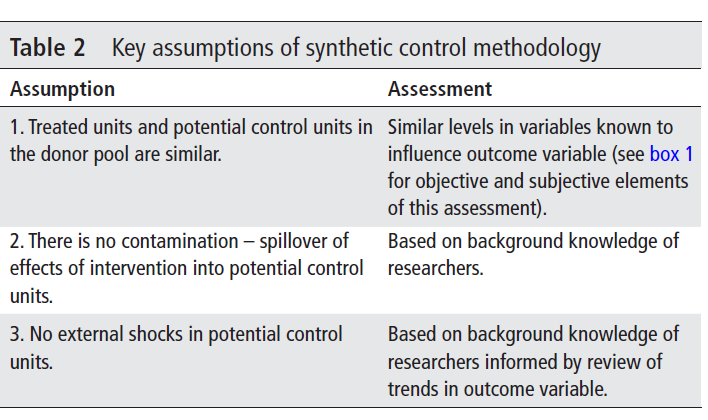 Table 2 Key assumptions of synthetic control methodology
Assumption Assessment
1. Treated units and potential control units in
the donor pool are similar.
Similar levels in variables known to
influence outcome variable (see box 1
for objective and subjective elements
of this assessment).
2. There is no contamination – spillover of
effects of intervention into potential control
units.
Based on background knowledge of
researchers.
3. No external shocks in potential control
units.
Based on background knowledge of
researchers informed by review of
trends in outcome variable.